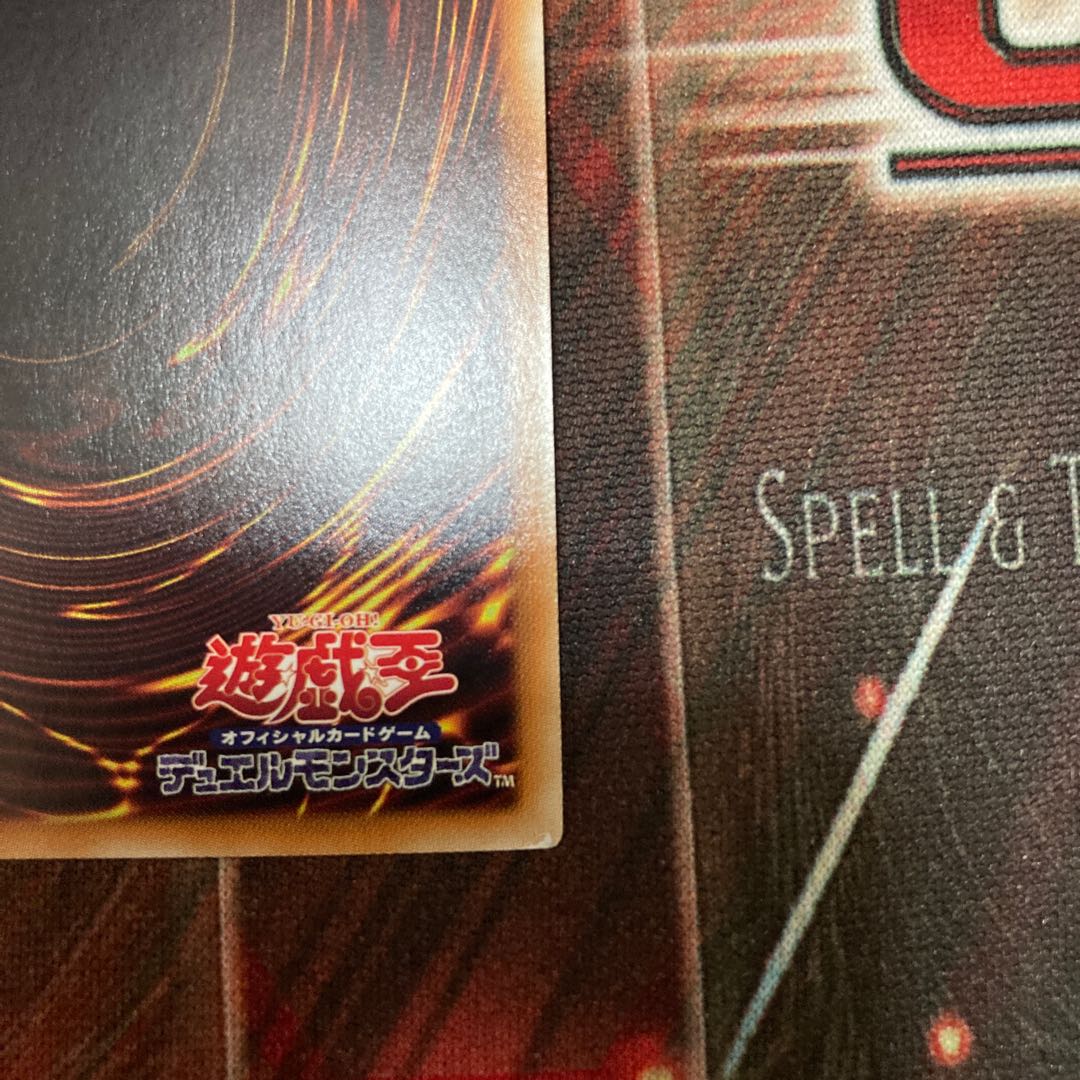 YU-GI-OH!
遊戯王
オフィシャルカードゲーム
デュエルモンスターズ™
SPELL &